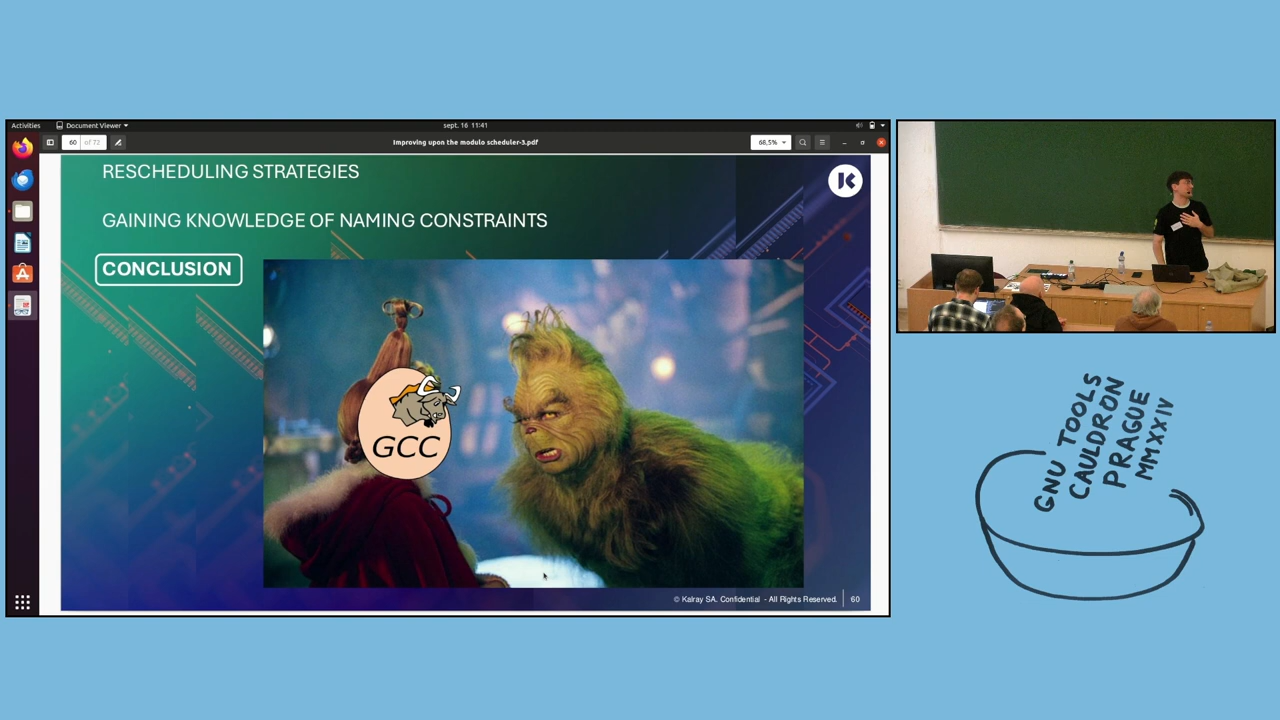 Activities
Document Viewer
sept. 16 11:41
60 of 72
Improving upon the modulo scheduler-3.pdf
68,5%
RESCHEDULING STRATEGIES
GAINING KNOWLEDGE OF NAMING CONSTRAINTS
CONCLUSION
GCC
© Kalray SA. Confidential - All Rights Reserved.
60
GNU TOOLS
CAULDRON
PRAGUE
MMXXIV